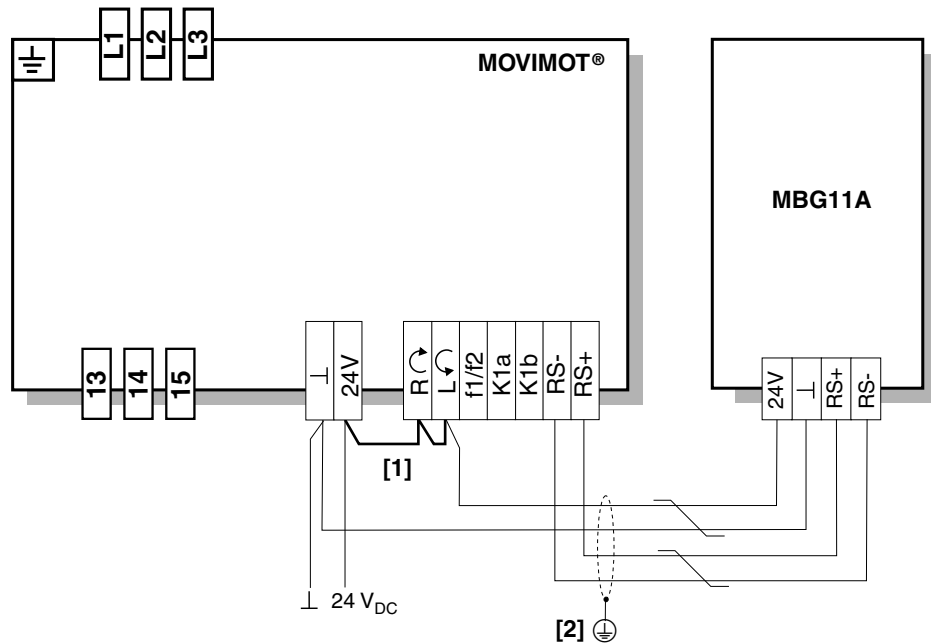 L1 L2 L3
MOVIMOT®
MBG11A
13 14 15
⊥ 24V R L f1/f2 K1a K1b RS- RS+
24V ⊥ RS+ RS-
[1]
⊥ 24 VDC
[2]